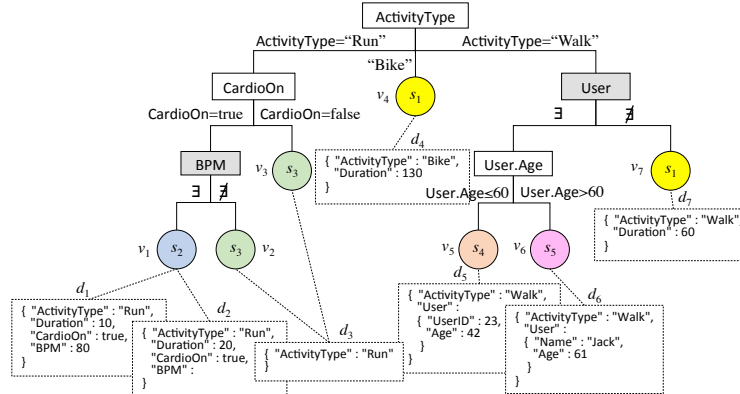 ActivityType
ActivityType=“Run”
ActivityType=“Walk”
“Bike”
CardioOn
v4
s1
User
CardioOn=true
CardioOn=false
∃
∄
d4
BPM
v3
s3
{ "ActivityType" : "Bike",
"Duration" : 130
}
User.Age
v7
s1
∃
∄
User.Age≤60
User.Age>60
d7
{ "ActivityType" : "Walk",
"Duration" : 60
}
v1
s2
s3
v2
v5
s4
v6
s5
d1
d2
d3
d5
d6
{ "ActivityType" : "Run",
"Duration" : 10,
"CardioOn" : true,
"BPM" : 80
}
{ "ActivityType" : "Run",
"Duration" : 20,
"CardioOn" : true,
"BPM" :
}
{ "ActivityType" : "Run"
}
{ "ActivityType" : "Walk",
"User" :
{ "UserID" : 23,
"Age" : 42
}
}
{ "ActivityType" : "Walk",
"User" :
{ "Name" : "Jack",
"Age" : 61
}
}